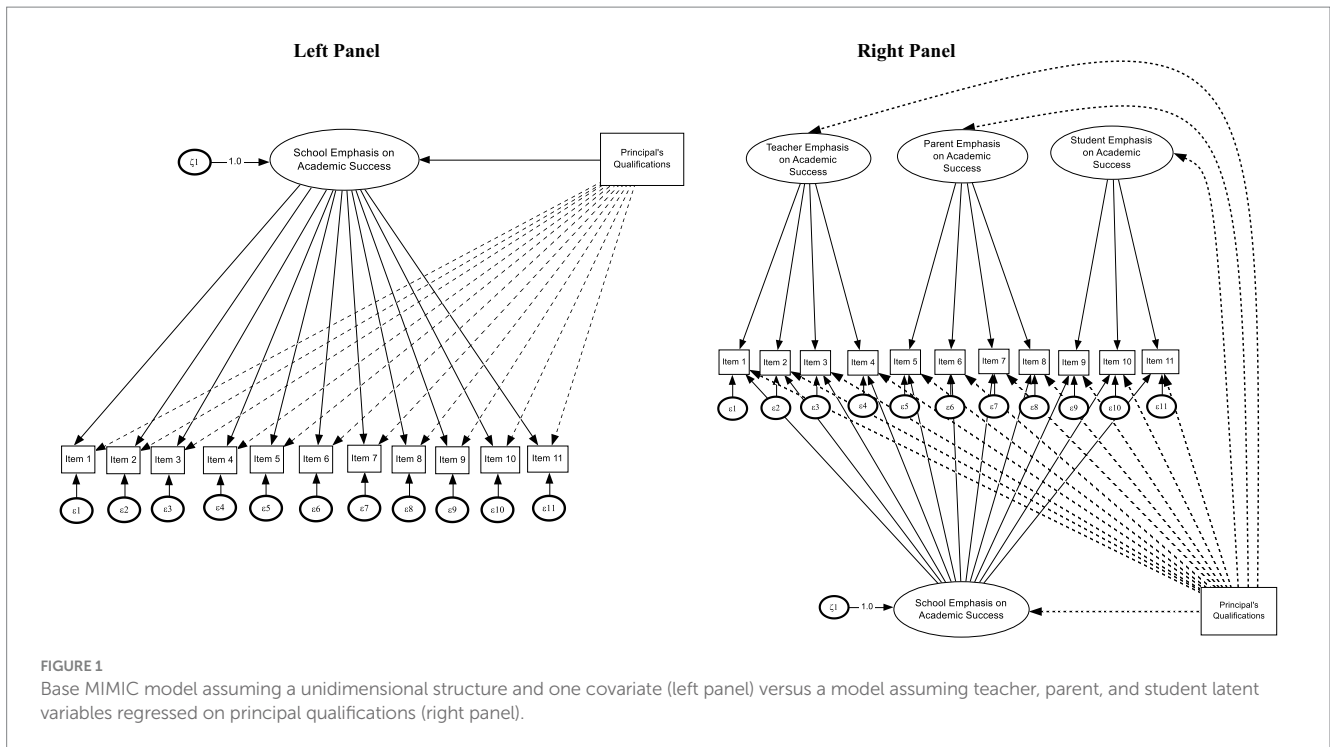 Left Panel
ζ1
1.0
School Emphasis on
Academic Success
Principal's
Qualifications
Item 1
Item 2
Item 3
Item 4
Item 5
Item 6
Item 7
Item 8
Item 9
Item 10
Item 11
ε1
ε2
ε3
ε4
ε5
ε6
ε7
ε8
ε9
ε10
ε11
Right Panel
Teacher Emphasis
on Academic
Success
Parent Emphasis
on Academic
Success
Student Emphasis
on Academic
Success
Item 1
Item 2
Item 3
Item 4
Item 5
Item 6
Item 7
Item 8
Item 9
Item 10
Item 11
ε1
ε2
ε3
ε4
ε5
ε6
ε7
ε8
ε9
ε10
ε11
ζ1
1.0
School Emphasis on
Academic Success
Principal's
Qualifications
FIGURE 1
Base MIMIC model assuming a unidimensional structure and one covariate (left panel) versus a model assuming teacher, parent, and student latent
variables regressed on principal qualifications (right panel).